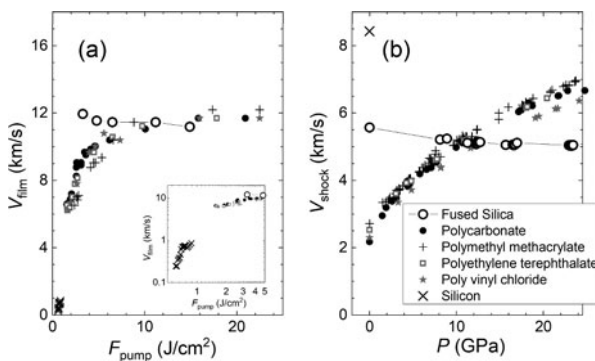 (a)
16
12
8
4
0
V_film (km/s)
0 10 20
F_pump (J/cm²)
10
1
0.1
V_film (km/s)
1 2 3 4 5
F_pump (J/cm²)
(b)
8
6
4
2
0
V_shock (km/s)
0 10 20
P (GPa)
Fused Silica
Polycarbonate
Polymethyl methacrylate
Polyethylene terephthalate
Poly vinyl chloride
Silicon